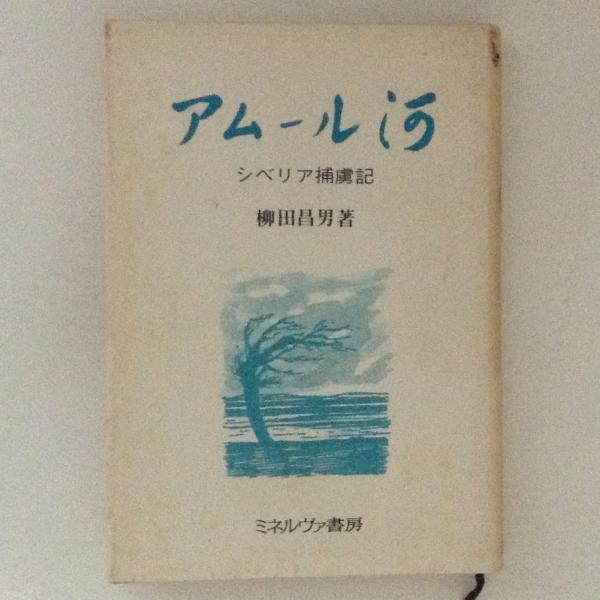 アムール河
シベリア捕虜記
柳田昌男著
ミネルヴァ書房